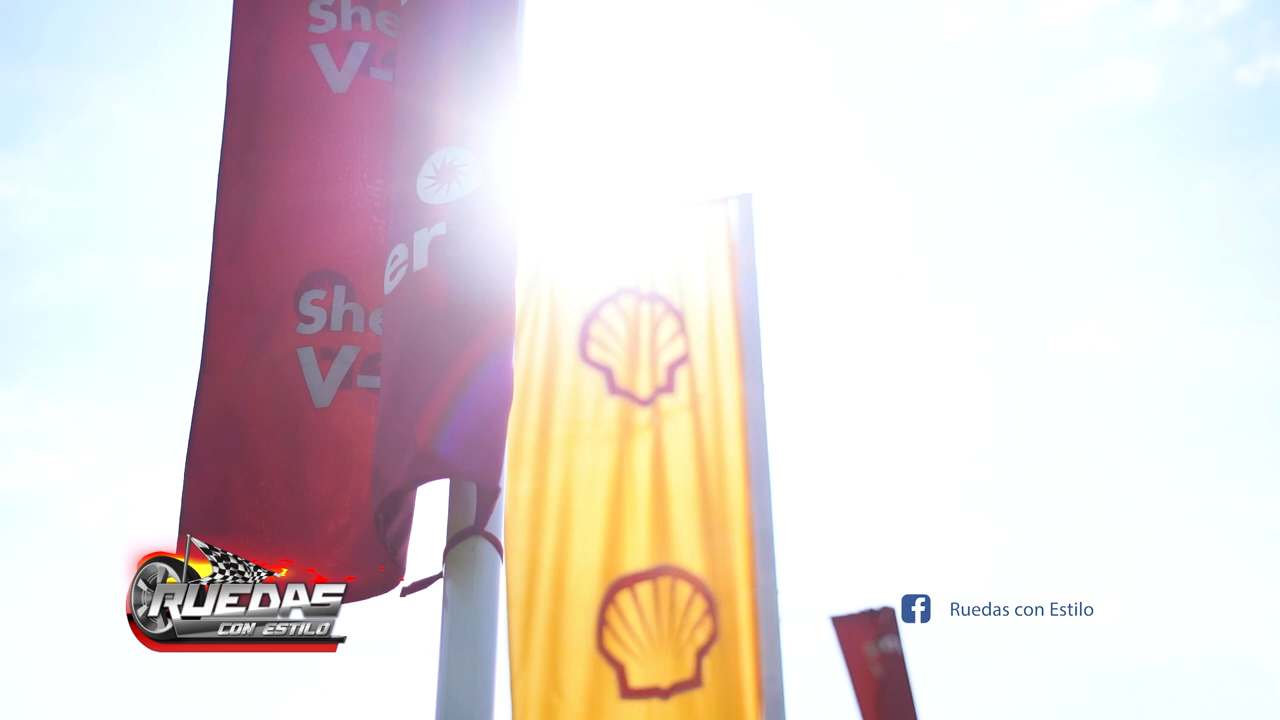 She
V-
er
She
V-
RUEDAS
CON ESTILO
Ruedas con Estilo